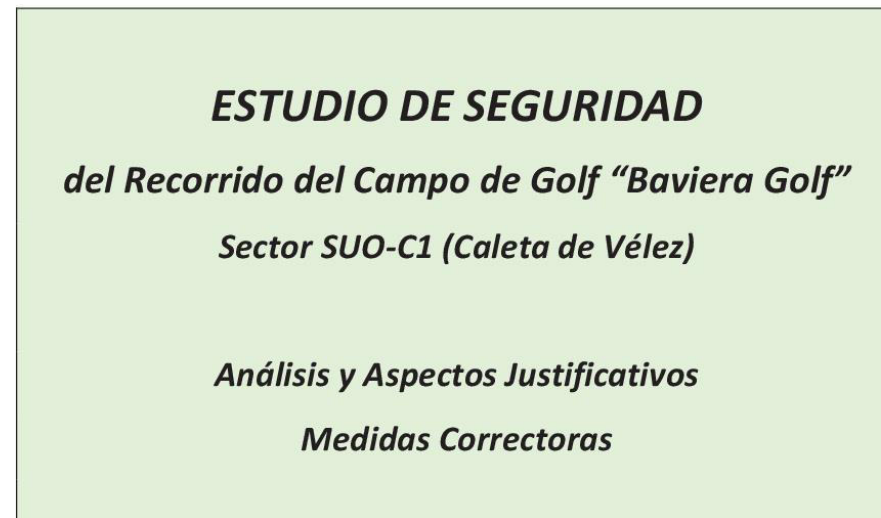 ESTUDIO DE SEGURIDAD
del Recorrido del Campo de Golf “Baviera Golf”
Sector SUO-C1 (Caleta de Vélez)
Análisis y Aspectos Justificativos
Medidas Correctoras